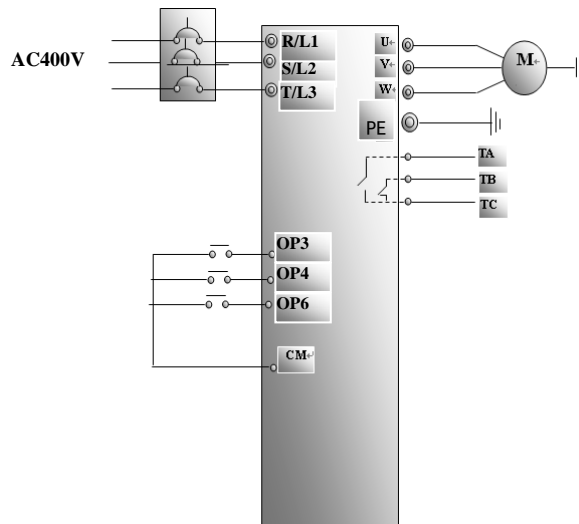 AC400V
R/L1
S/L2
T/L3
U
V
W
PE
M
TA
TB
TC
OP3
OP4
OP6
CM